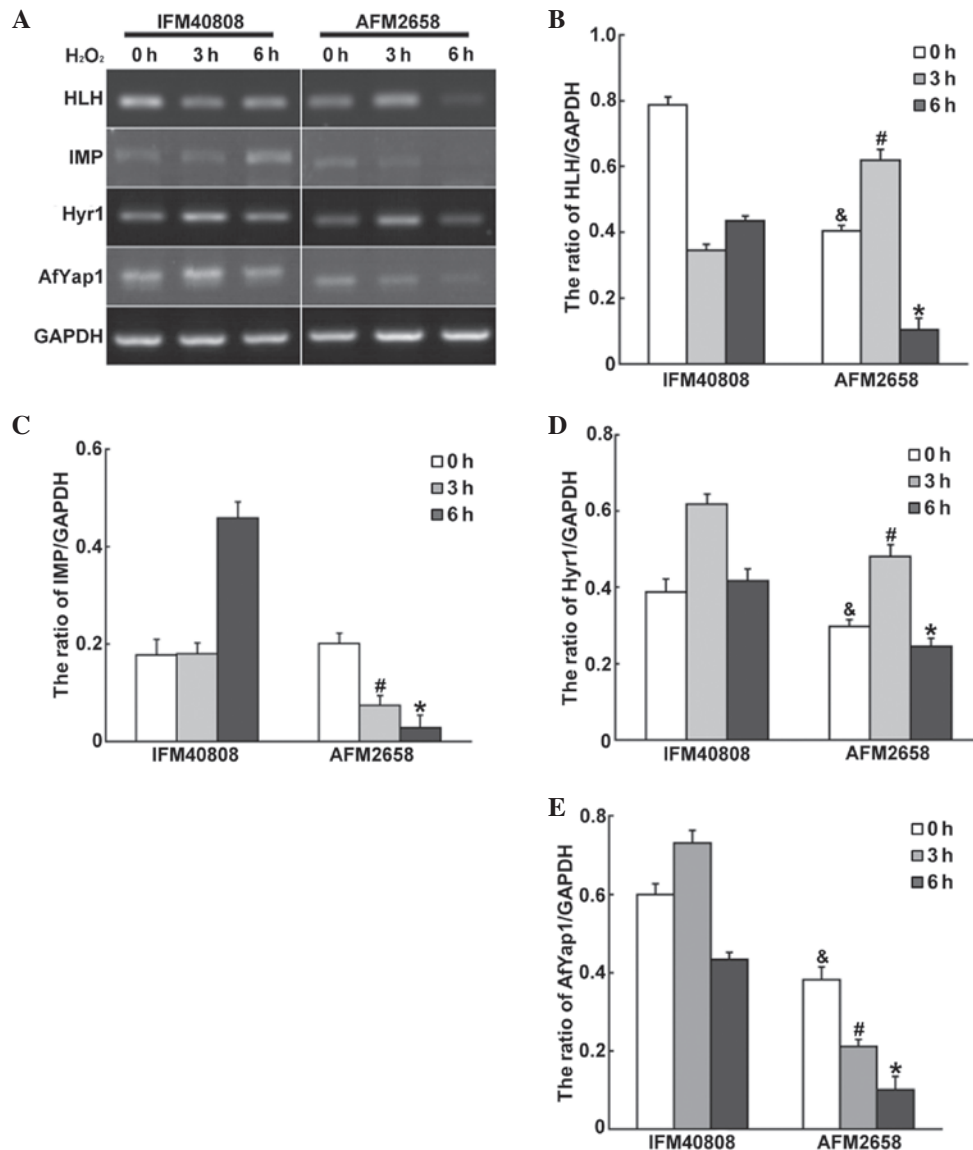 A
IFM40808 AFM2658
H₂O₂ 0 h 3 h 6 h 0 h 3 h 6 h
HLH
IMP
Hyr1
AfYap1
GAPDH
B
The ratio of HLH/GAPDH
1.0
0.8
0.6
0.4
0.2
0
0 h
3 h
6 h
& # *
IFM40808 AFM2658
C
The ratio of IMP/GAPDH
0.6
0.4
0.2
0
0 h
3 h
6 h
# *
IFM40808 AFM2658
D
The ratio of Hyr1/GAPDH
0.8
0.6
0.4
0.2
0
0 h
3 h
6 h
& # *
IFM40808 AFM2658
E
The ratio of AfYap1/GAPDH
0.8
0.6
0.4
0.2
0
0 h
3 h
6 h
& # *
IFM40808 AFM2658